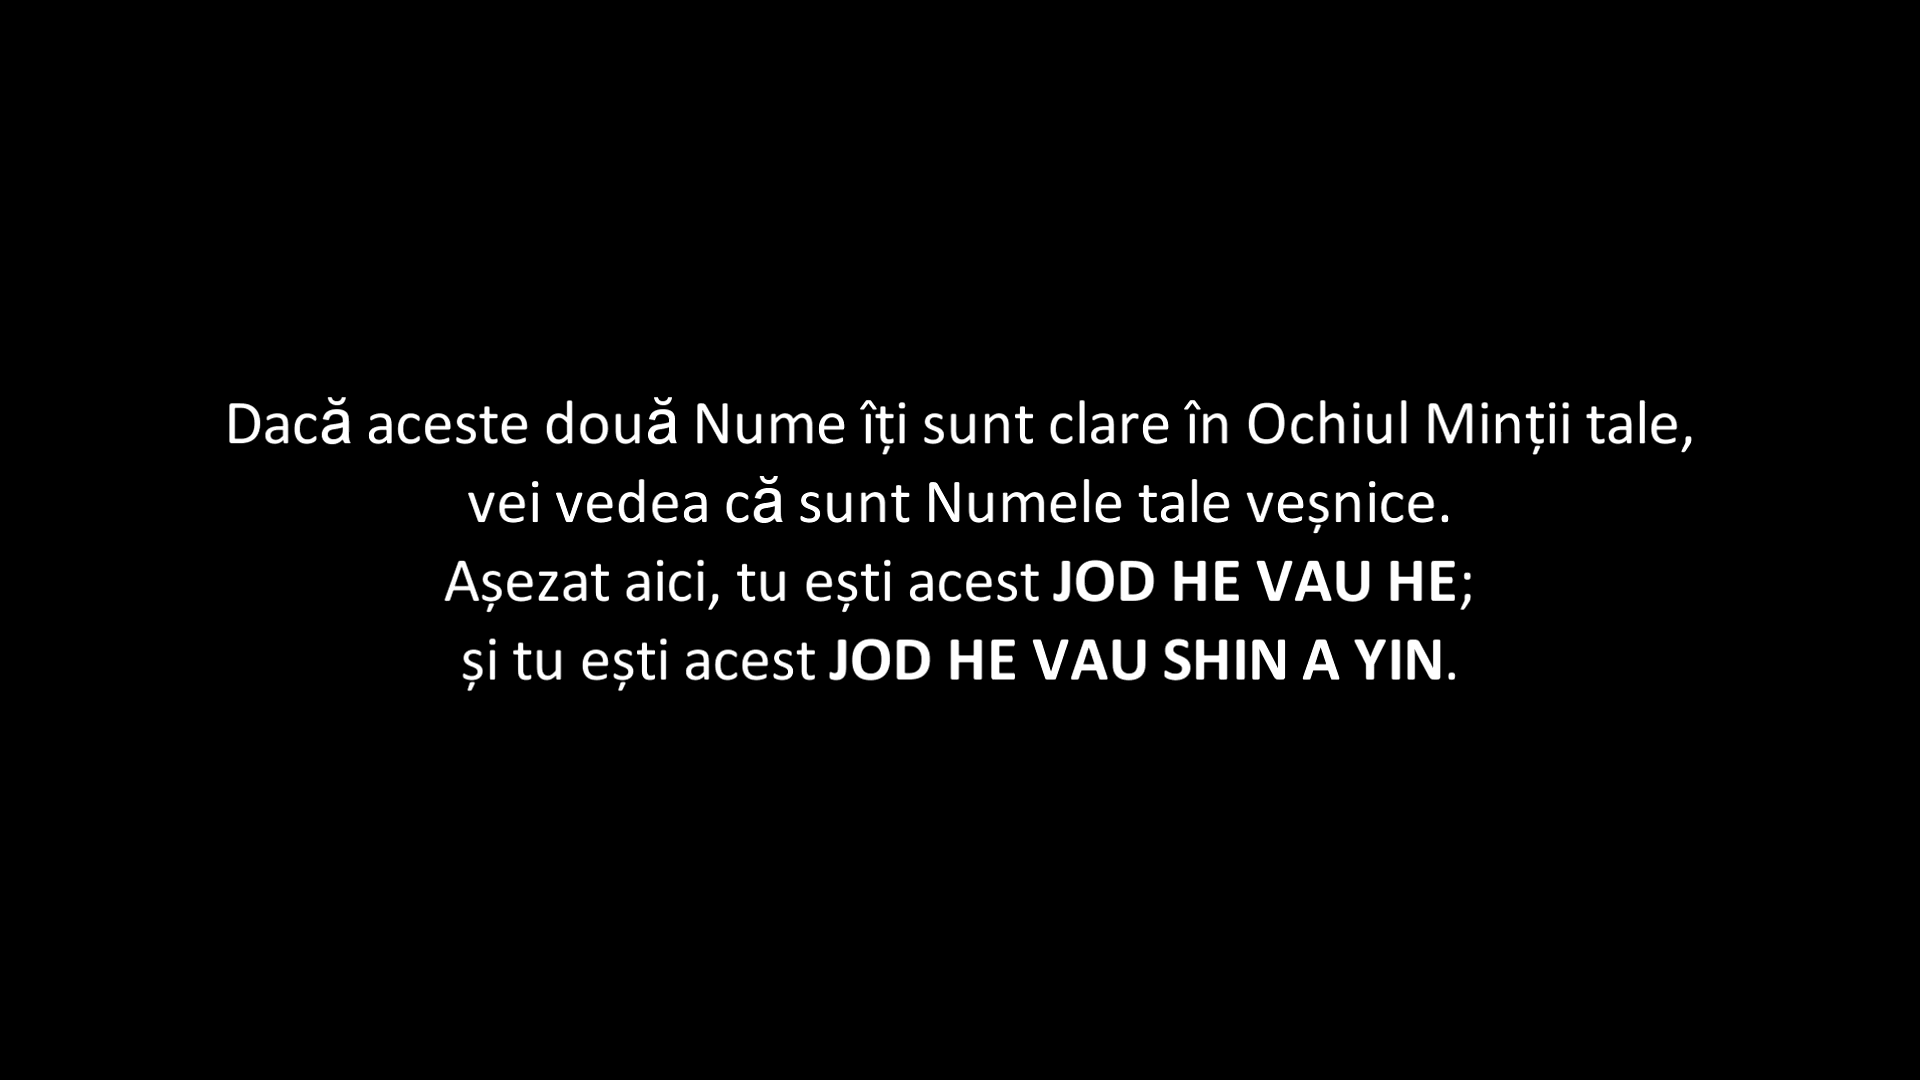 Dacă aceste două Nume îți sunt clare în Ochiul Minții tale,
vei vedea că sunt Numele tale veșnice.
Așezat aici, tu ești acest JOD HE VAU HE;
și tu ești acest JOD HE VAU SHIN A YIN.